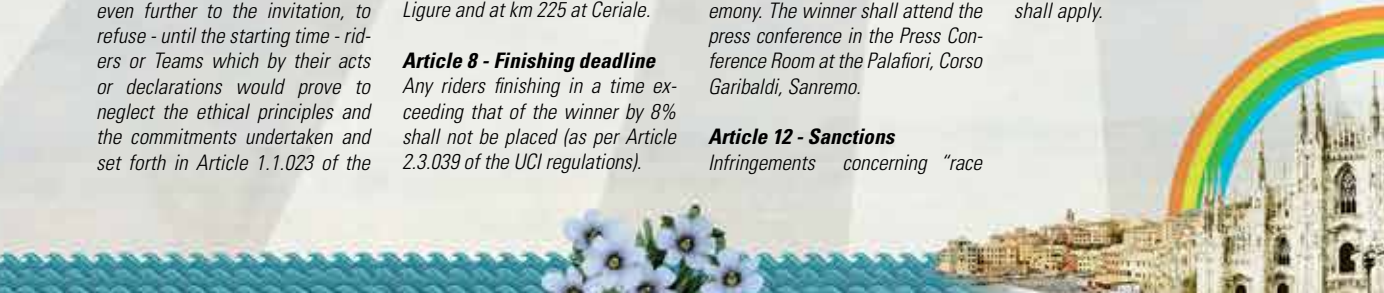 even further to the invitation, to
refuse - until the starting time - rid-
ers or Teams which by their acts
or declarations would prove to
neglect the ethical principles and
the commitments undertaken and
set forth in Article 1.1.023 of the
Ligure and at km 225 at Ceriale.
Article 8 - Finishing deadline
Any riders finishing in a time ex-
ceeding that of the winner by 8%
shall not be placed (as per Article
2.3.039 of the UCI regulations).
emony. The winner shall attend the
press conference in the Press Con-
ference Room at the Palafiori, Corso
Garibaldi, Sanremo.
Article 12 - Sanctions
Infringements concerning "race
shall apply.